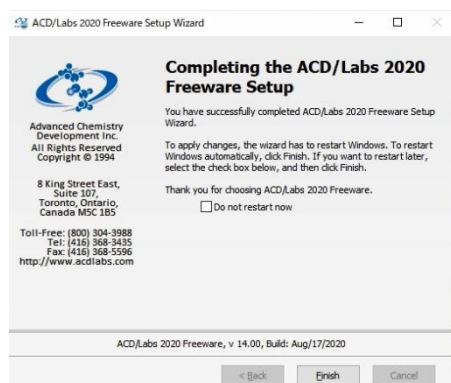 ACD/Labs 2020 Freeware Setup Wizard
Completing the ACD/Labs 2020
Freeware Setup
You have successfully completed ACD/Labs 2020 Freeware Setup
Wizard.
To apply changes, the wizard has to restart Windows. To restart
Windows automatically, click Finish. If you want to restart later,
select the check box below, and then click Finish.
Thank you for choosing ACD/Labs 2020 Freeware.
Do not restart now
Advanced Chemistry
Development Inc.
All Rights Reserved
Copyright © 1994
8 King Street East,
Suite 107,
Toronto, Ontario,
Canada M5C 1B5
Toll-Free: (800) 304-3988
Tel: (416) 368-3435
Fax: (416) 368-5596
http://www.acdlabs.com
ACD/Labs 2020 Freeware, v 14.00, Build: Aug/17/2020
< Back
Finish
Cancel